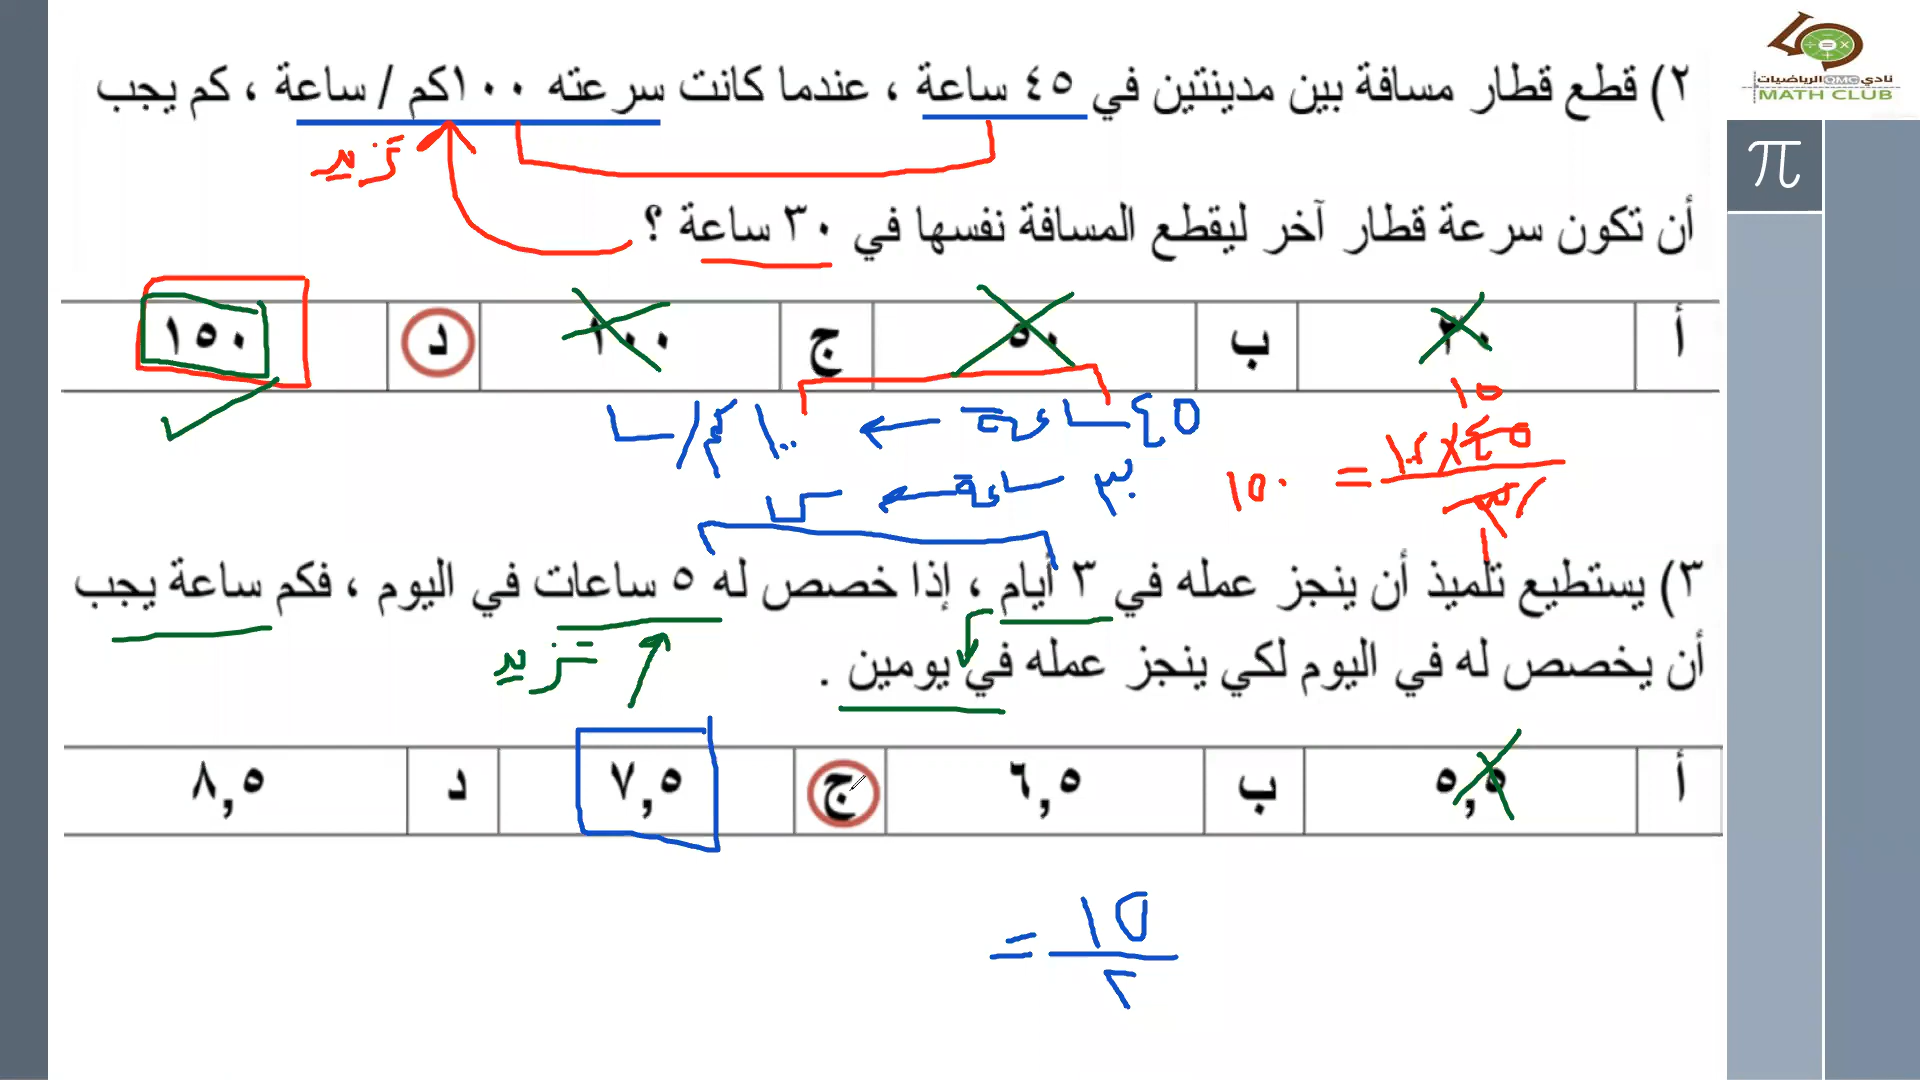 نادي QMC الرياضيات
MATH CLUB
π
٢) قطع قطار مسافة بين مدينتين في ٤٥ ساعة ، عندما كانت سرعته ١٠٠كم / ساعة ، كم يجب
تزيد
أن تكون سرعة قطار آخر ليقطع المسافة نفسها في ٣٠ ساعة ؟
أ ٣٠ ب ٥٠ ج ١٠٠ د ١٥٠
٤٥ ساعة ← ١٠٠ كم/س
٣٠ ساعة ← س
١٥
١٠٠ × ٤٥
٣٠
١
= ١٥٠
٣) يستطيع تلميذ أن ينجز عمله في ٣ أيام ، إذا خصص له ٥ ساعات في اليوم ، فكم ساعة يجب
أن يخصص له في اليوم لكي ينجز عمله في يومين .
تزيد
أ ٥,٥ ب ٦,٥ ج ٧,٥ د ٨,٥
١٥
٢
=